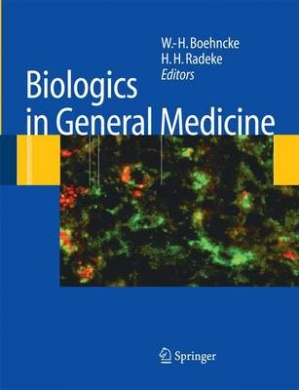 W.-H. Boehncke
H. H. Radeke
Editors
Biologics
in General Medicine
Springer